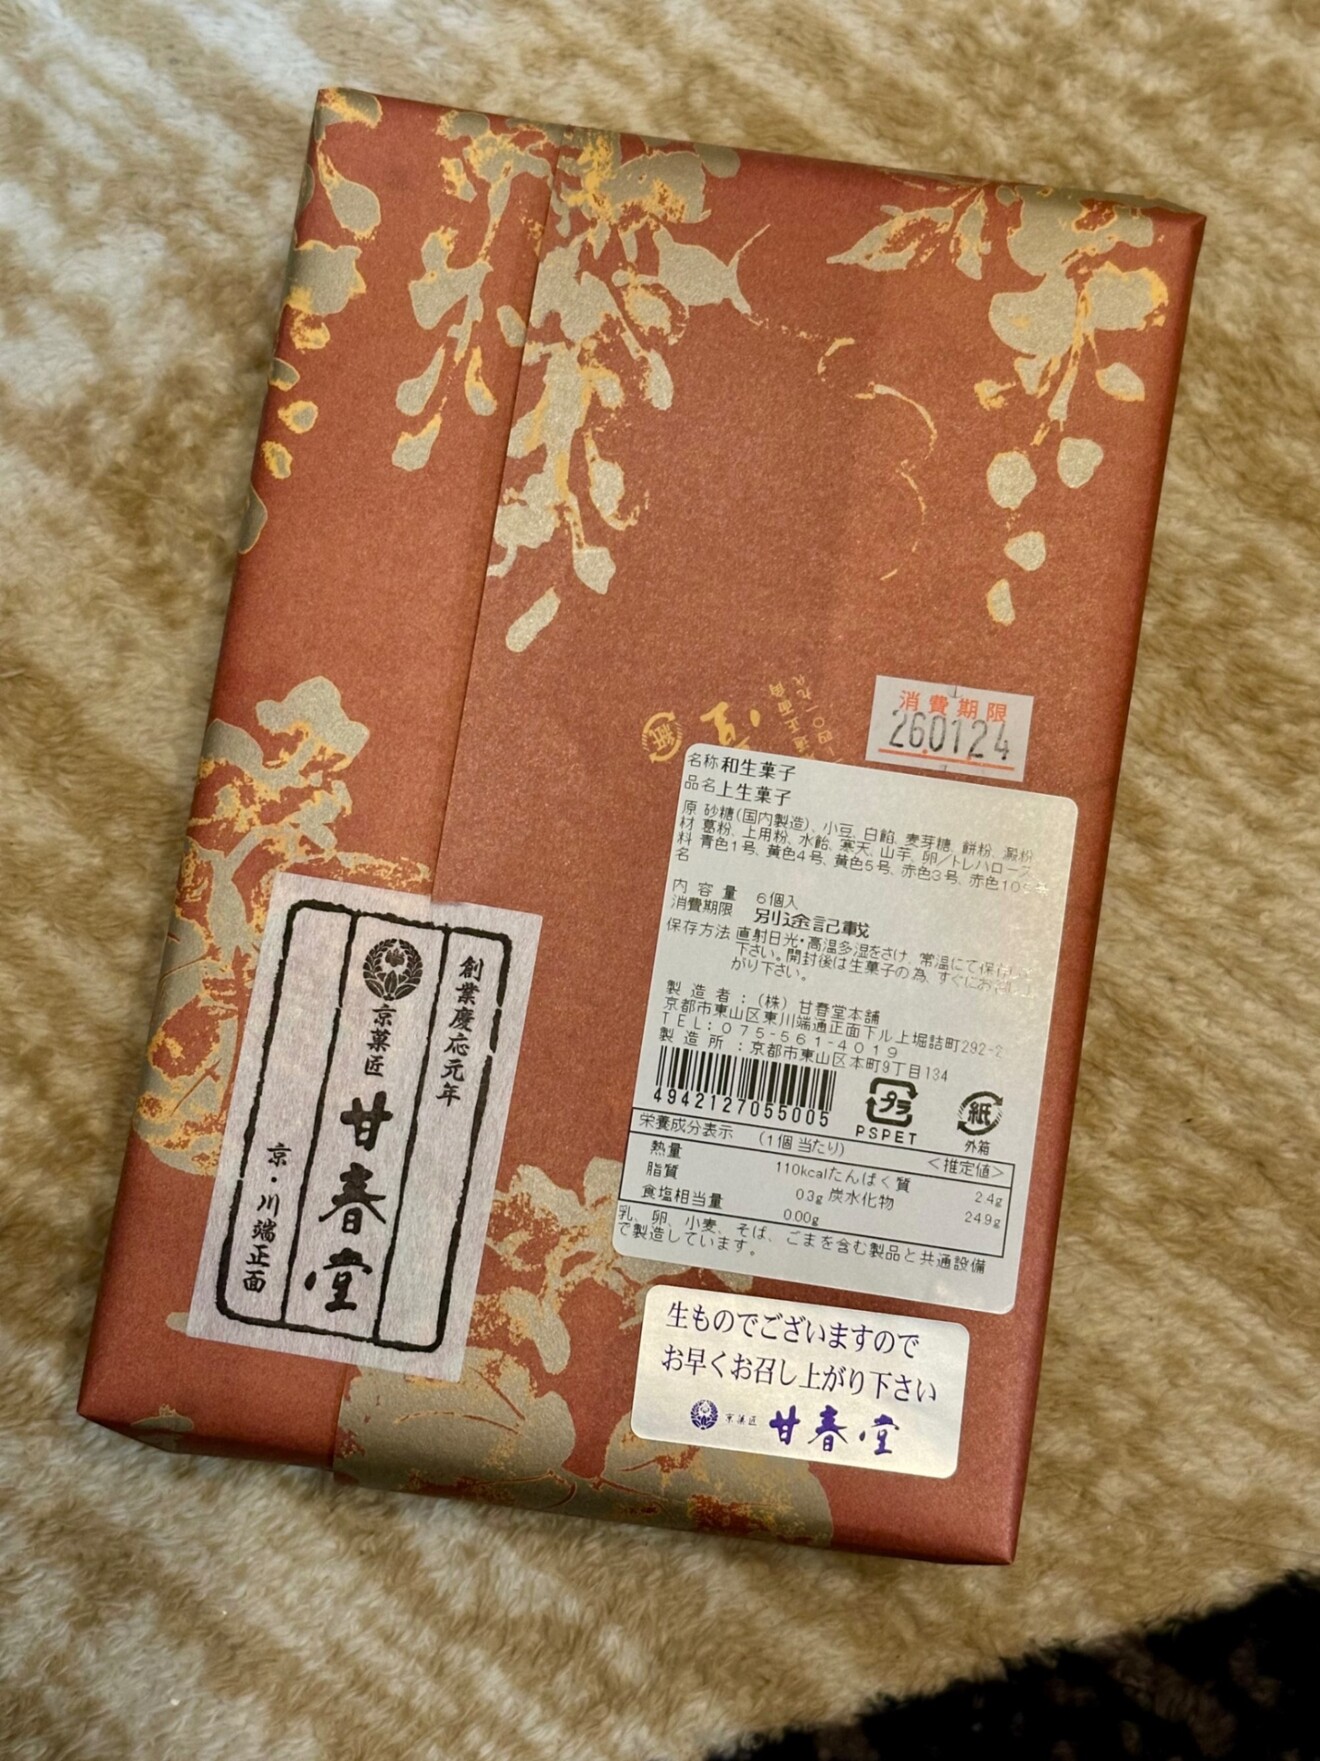 消費期限
260124
名称 和生菓子
品名 上生菓子
原材料名 砂糖(国内製造)、小豆、白餡、麦芽糖、餅粉、澱粉
葛粉、上用粉、水飴、寒天、山芋、卵/トレハロース
青色1号、黄色4号、黄色5号、赤色3号、赤色10
内容量 6個入
消費期限 別途記載
保存方法 直射日光・高温多湿をさけ、常温にて保存し
下さい。開封後は生菓子の為、すぐにお召し上
がり下さい。
製造者:(株)甘春堂本舗
京都市東山区東川端通正面下ル上堀詰町292-2
TEL:075-561-4019
製造所:京都市東山区本町9丁目134
4942127055005
プラ
PSPET
紙
外箱
栄養成分表示 (1個当たり) <推定値>
熱量 110kcal たんぱく質 2.4g
脂質 0.3g 炭水化物 24.9g
食塩相当量 0.00g
乳、卵、小麦、そば、ごまを含む製品と共通設備
で製造しています。
生ものでございますので
お早くお召し上がり下さい
京菓匠 甘春堂
創業慶応元年
京菓匠 甘春堂
京・川端正面
紙